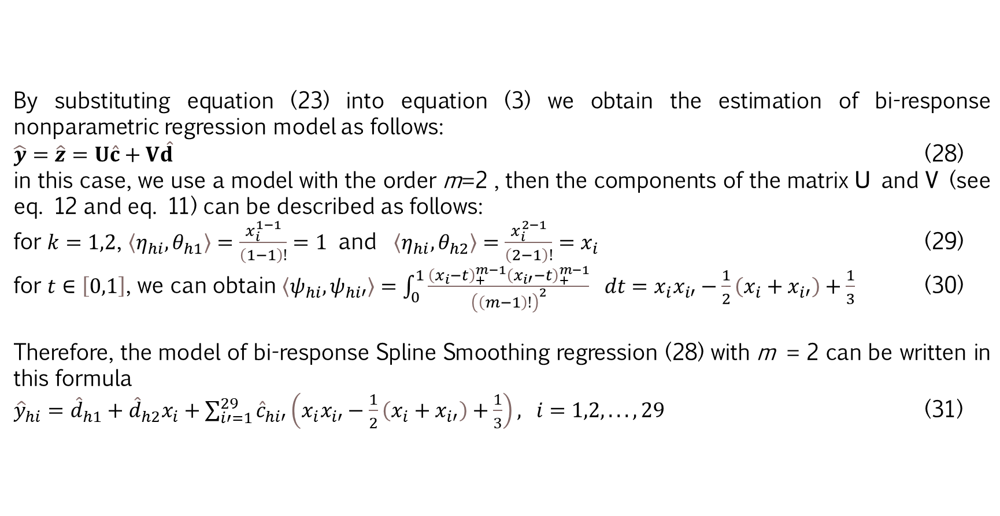 By substituting equation (23) into equation (3) we obtain the estimation of bi-response
nonparametric regression model as follows:
$\hat{\boldsymbol{y}} = \hat{\boldsymbol{z}} = \mathbf{U}\hat{\mathbf{c}} + \mathbf{V}\hat{\mathbf{d}}$ (28)
in this case, we use a model with the order m=2 , then the components of the matrix U and V (see
eq. 12 and eq. 11) can be described as follows:
for $k = 1,2$, $\langle \eta_{hi}, \theta_{h1} \rangle = \frac{x_i^{1-1}}{(1-1)!} = 1$ and $\langle \eta_{hi}, \theta_{h2} \rangle = \frac{x_i^{2-1}}{(2-1)!} = x_i$ (29)
for $t \in [0,1]$, we can obtain $\langle \psi_{hi}, \psi_{hi\prime} \rangle = \int_0^1 \frac{(x_i-t)_+^{m-1}(x_{i\prime}-t)_+^{m-1}}{((m-1)!)^2} \, dt = x_i x_{i\prime} - \frac{1}{2}(x_i + x_{i\prime}) + \frac{1}{3}$ (30)
Therefore, the model of bi-response Spline Smoothing regression (28) with m = 2 can be written in
this formula
$\hat{y}_{hi} = \hat{d}_{h1} + \hat{d}_{h2} x_i + \sum_{i\prime=1}^{29} \hat{c}_{hi\prime} \left( x_i x_{i\prime} - \frac{1}{2}(x_i + x_{i\prime}) + \frac{1}{3} \right), \; i = 1,2,\ldots,29$ (31)